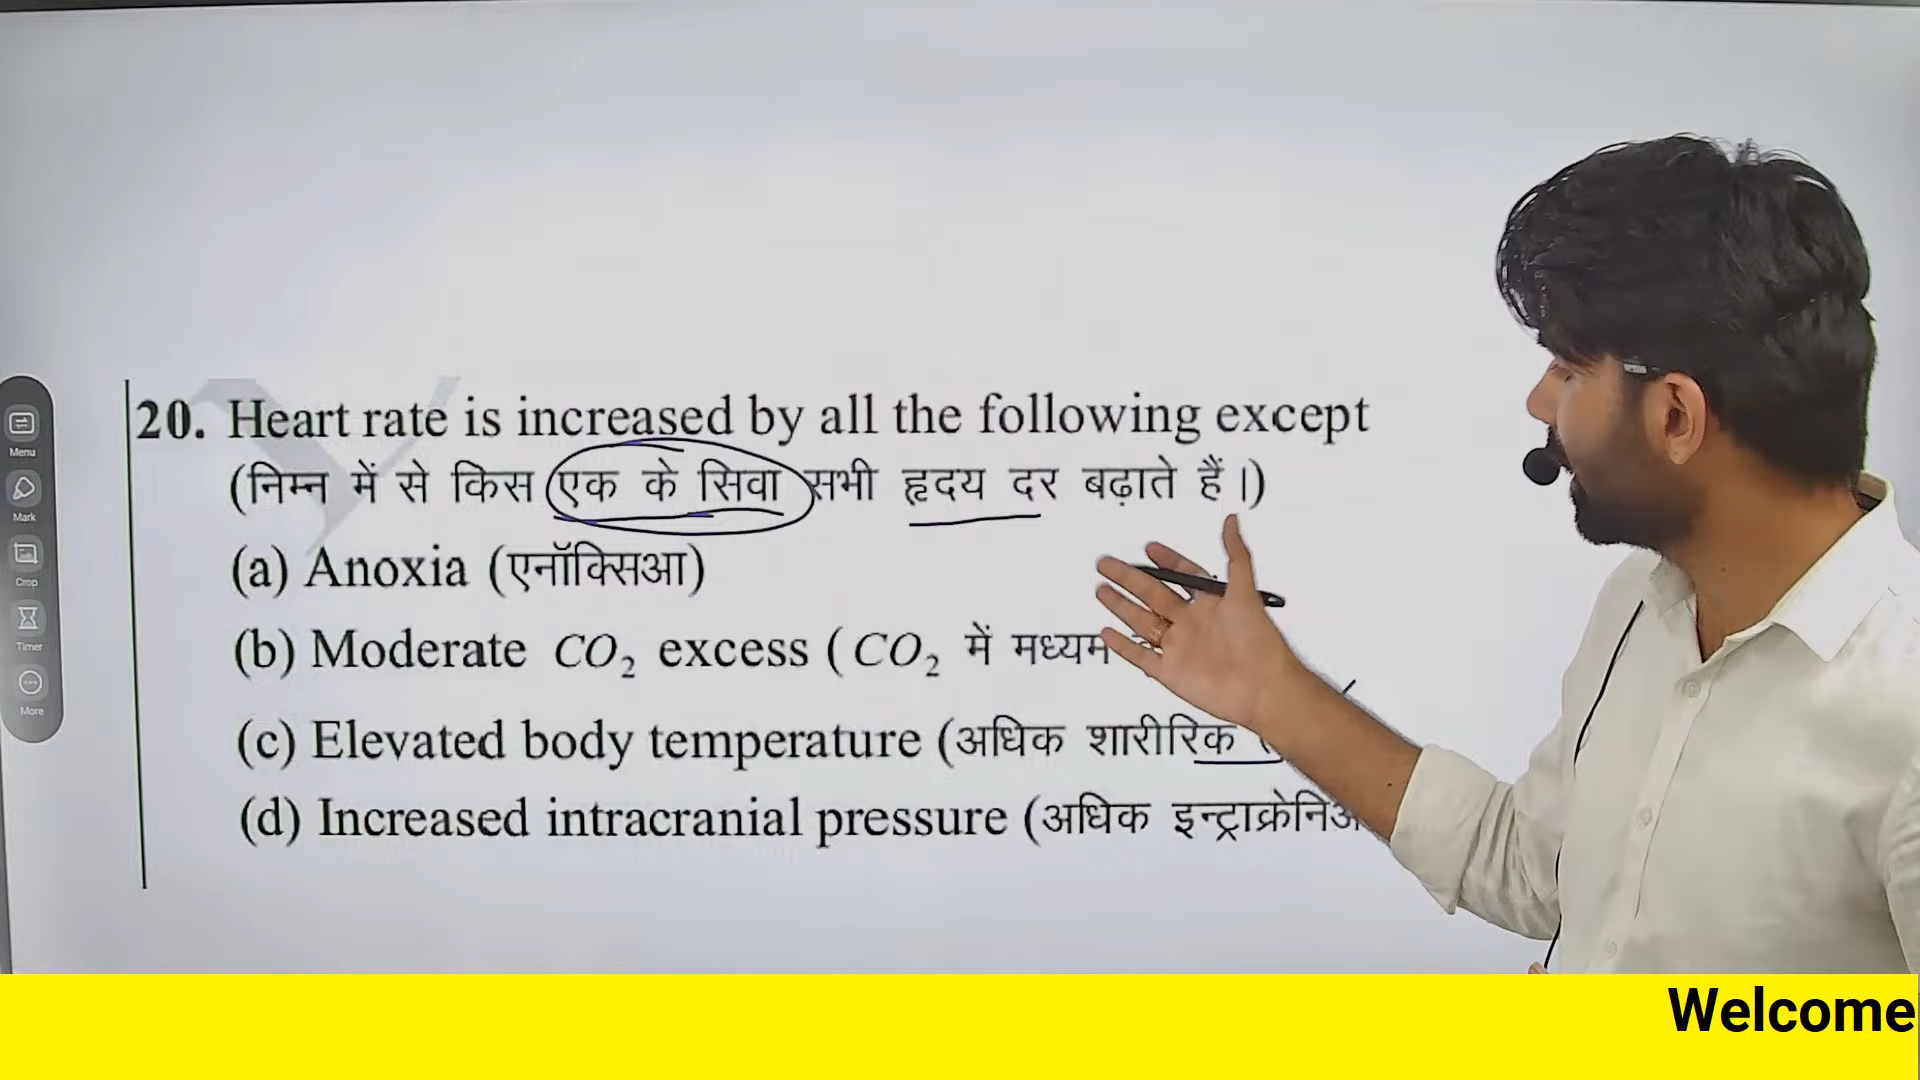 20. Heart rate is increased by all the following except
(निम्न में से किस एक के सिवा सभी हृदय दर बढ़ाते हैं।)
(a) Anoxia (एनॉक्सिआ)
(b) Moderate CO₂ excess (CO₂ में मध्यम
(c) Elevated body temperature (अधिक शारीरिक
(d) Increased intracranial pressure (अधिक
Menu
Mark
Crop
Timer
More
Welcome